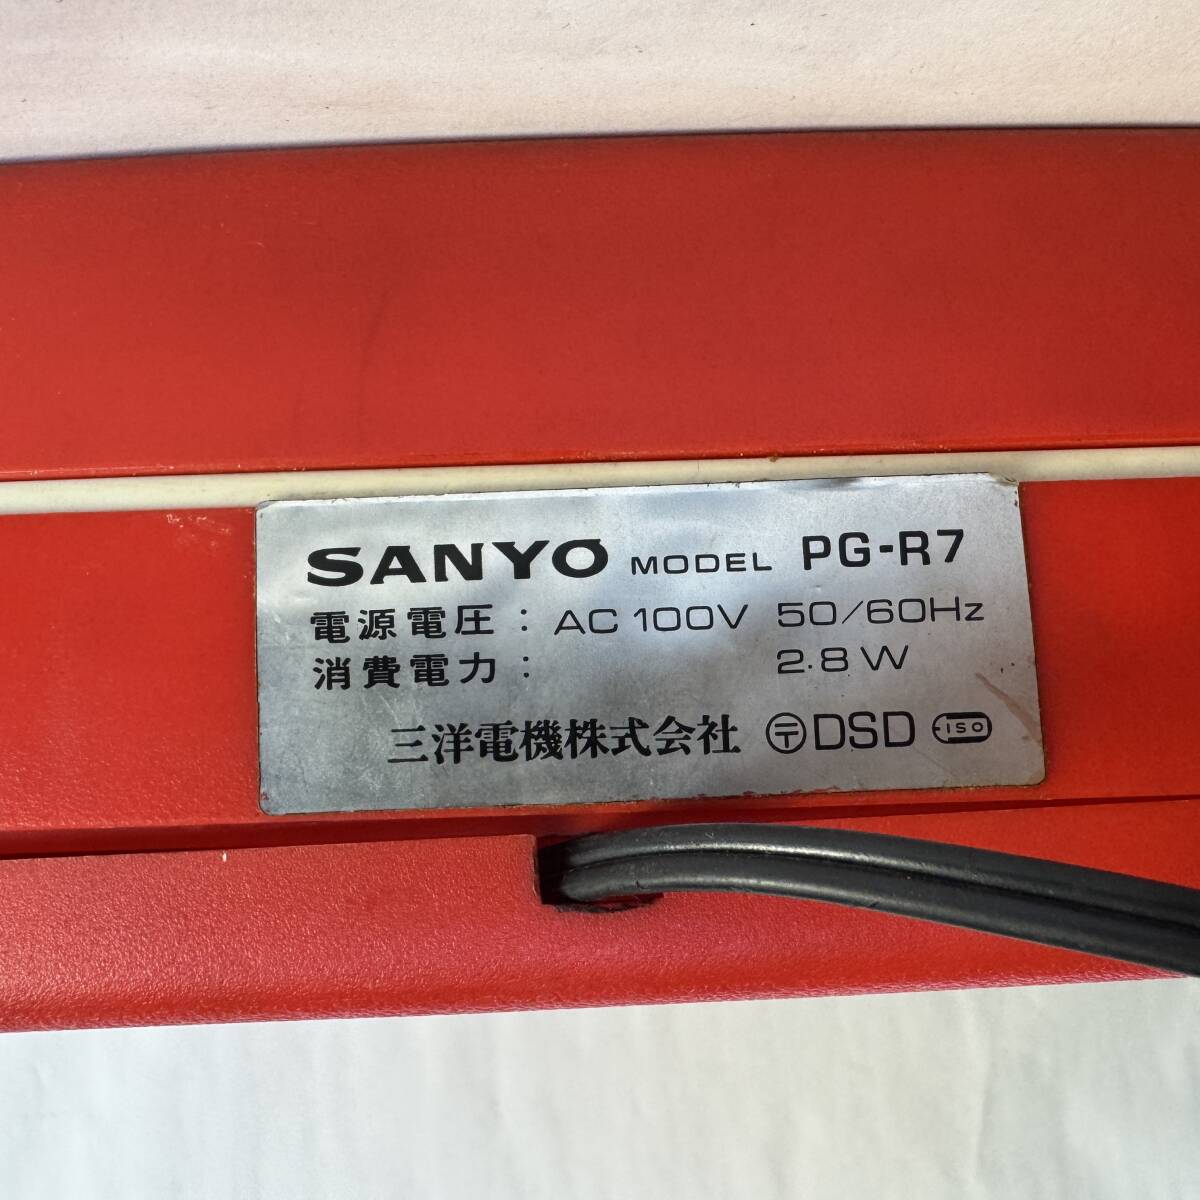 SANYO MODEL PG-R7
電源電圧: AC 100V 50/60Hz
消費電力: 2.8W
三洋電機株式会社 〒DSD ISO